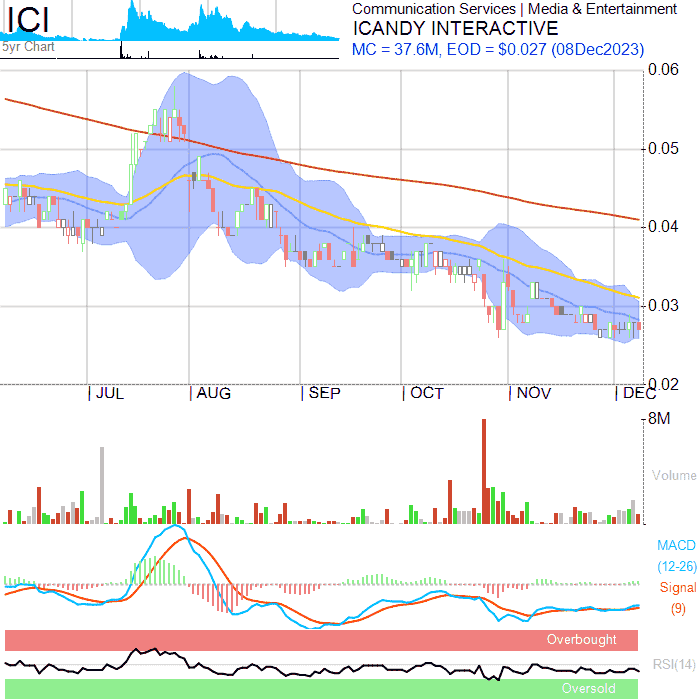 ICI
5yr Chart
Communication Services | Media & Entertainment
ICANDY INTERACTIVE
MC = 37.6M, EOD = $0.027 (08Dec2023)
0.06
0.05
0.04
0.03
0.02
JUL AUG SEP OCT NOV DEC
8M
Volume
MACD
(12-26)
Signal
(9)
Overbought
RSI(14)
Oversold